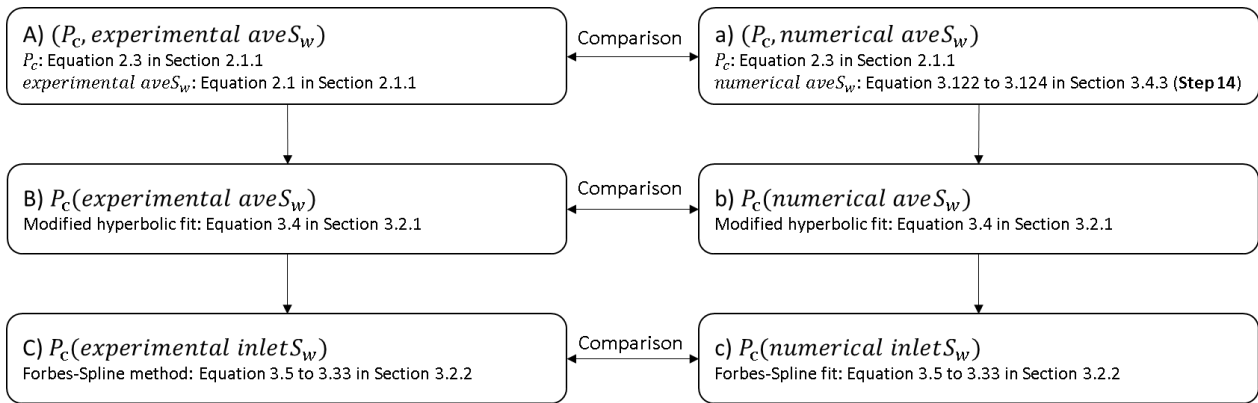 A) (P_c, experimental aveS_w)
P_c: Equation 2.3 in Section 2.1.1
experimental aveS_w: Equation 2.1 in Section 2.1.1
Comparison
a) (P_c, numerical aveS_w)
P_c: Equation 2.3 in Section 2.1.1
numerical aveS_w: Equation 3.122 to 3.124 in Section 3.4.3 (Step 14)
B) P_c(experimental aveS_w)
Modified hyperbolic fit: Equation 3.4 in Section 3.2.1
Comparison
b) P_c(numerical aveS_w)
Modified hyperbolic fit: Equation 3.4 in Section 3.2.1
C) P_c(experimental inletS_w)
Forbes-Spline method: Equation 3.5 to 3.33 in Section 3.2.2
Comparison
c) P_c(numerical inletS_w)
Forbes-Spline fit: Equation 3.5 to 3.33 in Section 3.2.2